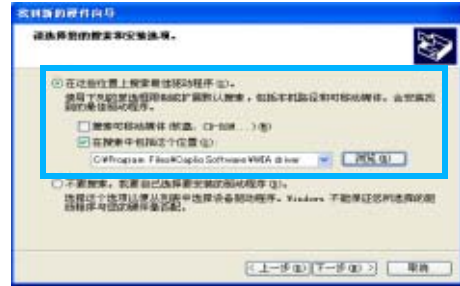 找到新的硬件向导
请选择您的搜索和安装选项。
在这些位置上搜索最佳驱动程序(S)。
使用下列的复选框限制或扩展默认搜索，包括本机路径和可移动媒体。会安装找
到的最佳驱动程序。
搜索可移动媒体(软盘、CD-ROM...)(M)
在搜索中包括这个位置(O):
C:¥Program Files¥Caplio Software¥WIA driver
浏览(R)
不要搜索。我要自己选择要安装的驱动程序(D)。
选择这个选项以便从列表中选择设备驱动程序。Windows 不能保证您所选择的驱
动程序与您的硬件最匹配。
< 上一步(B) 下一步(N) > 取消